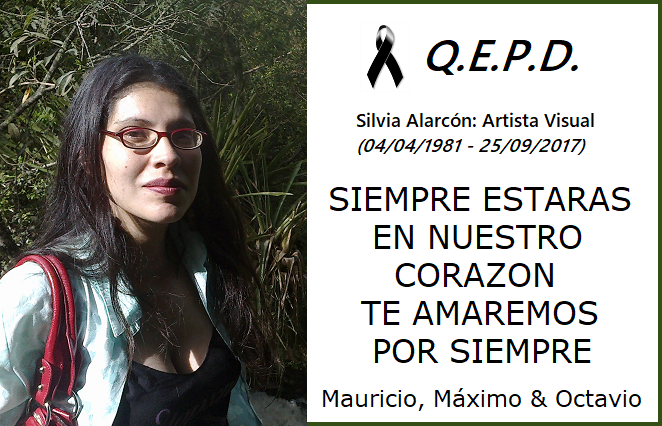 Q.E.P.D.
Silvia Alarcón: Artista Visual
(04/04/1981 - 25/09/2017)
SIEMPRE ESTARAS
EN NUESTRO
CORAZON
TE AMAREMOS
POR SIEMPRE
Mauricio, Máximo & Octavio